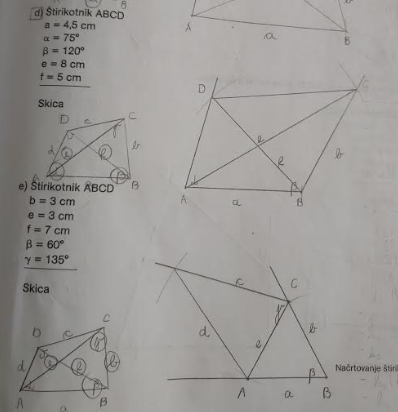 d) Štirikotnik ABCD
a = 4,5 cm
α = 75°
β = 120°
e = 8 cm
f = 5 cm
Skica
D c C
d e f b
A B
β
A a B
b
D C
e
e b
α β
A a B
e) Štirikotnik ABCD
b = 3 cm
e = 3 cm
f = 7 cm
β = 60°
γ = 135°
Skica
D c C
d e b
A a B
β
c C
γ
d e b
β
A a B
Načrtovanje štiri